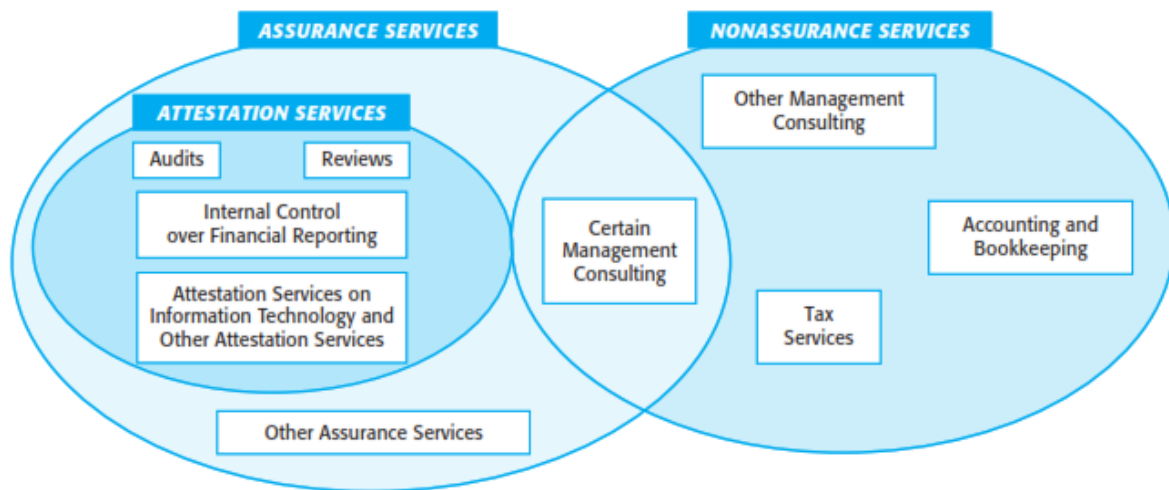 ASSURANCE SERVICES
NONASSURANCE SERVICES
ATTESTATION SERVICES
Audits
Reviews
Internal Control
over Financial Reporting
Attestation Services on
Information Technology and
Other Attestation Services
Other Assurance Services
Certain
Management
Consulting
Other Management
Consulting
Accounting and
Bookkeeping
Tax
Services